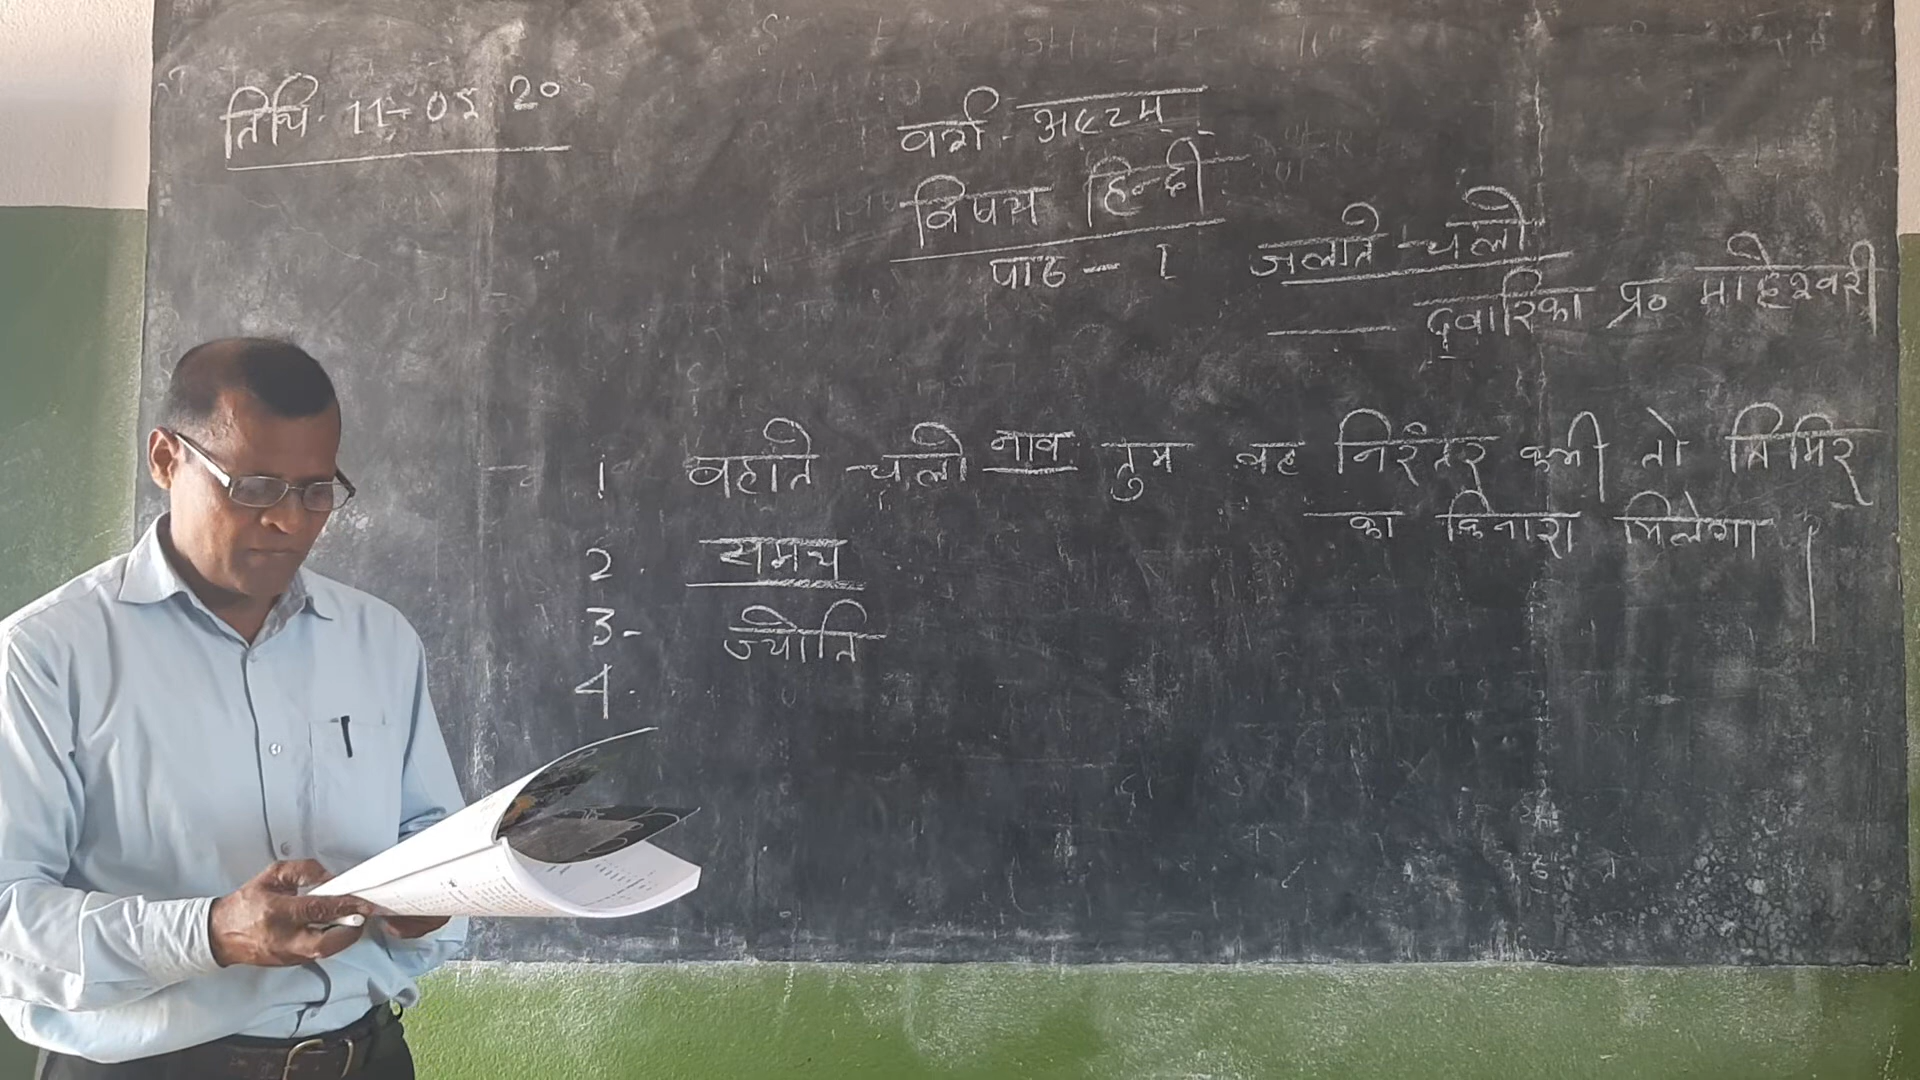 तिथि 11-05 20
वर्ग - अष्टम
विषय हिन्दी
पाठ - 1 जलाते चलो
—— द्वारिका प्र० माहेश्वरी
1 बहाते चलो नाव तुम वह निरंतर कभी तो तिमिर
का किनारा मिलेगा।
2. समय
3- ज्योति
4.